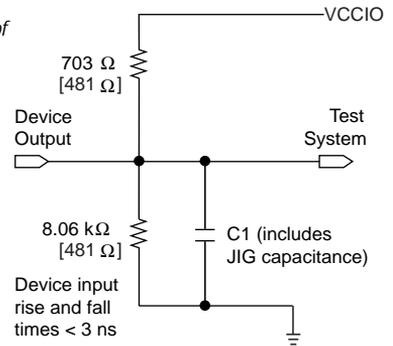 of
VCCIO
703 Ω
[481 Ω]
Device
Output
Test
System
8.06 kΩ
[481 Ω]
C1 (includes
JIG capacitance)
Device input
rise and fall
times < 3 ns